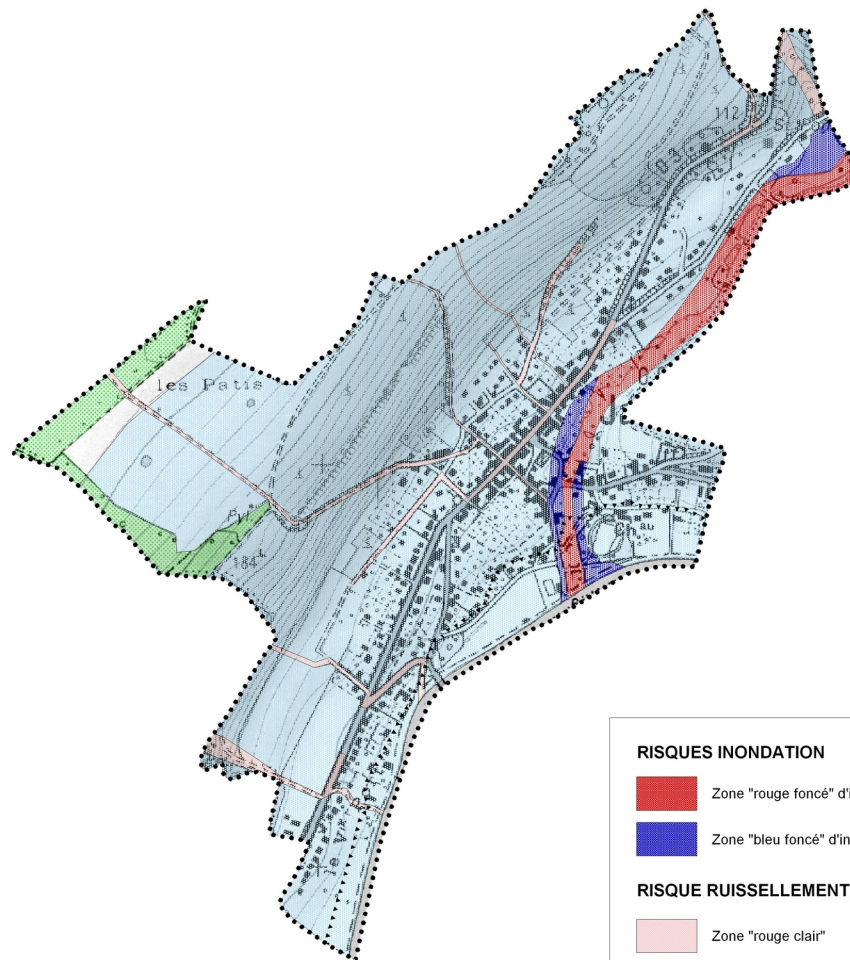 112
les Patis
184
RISQUES INONDATION
Zone "rouge foncé" d'i
Zone "bleu foncé" d'in
RISQUE RUISSELLEMENT
Zone "rouge clair"